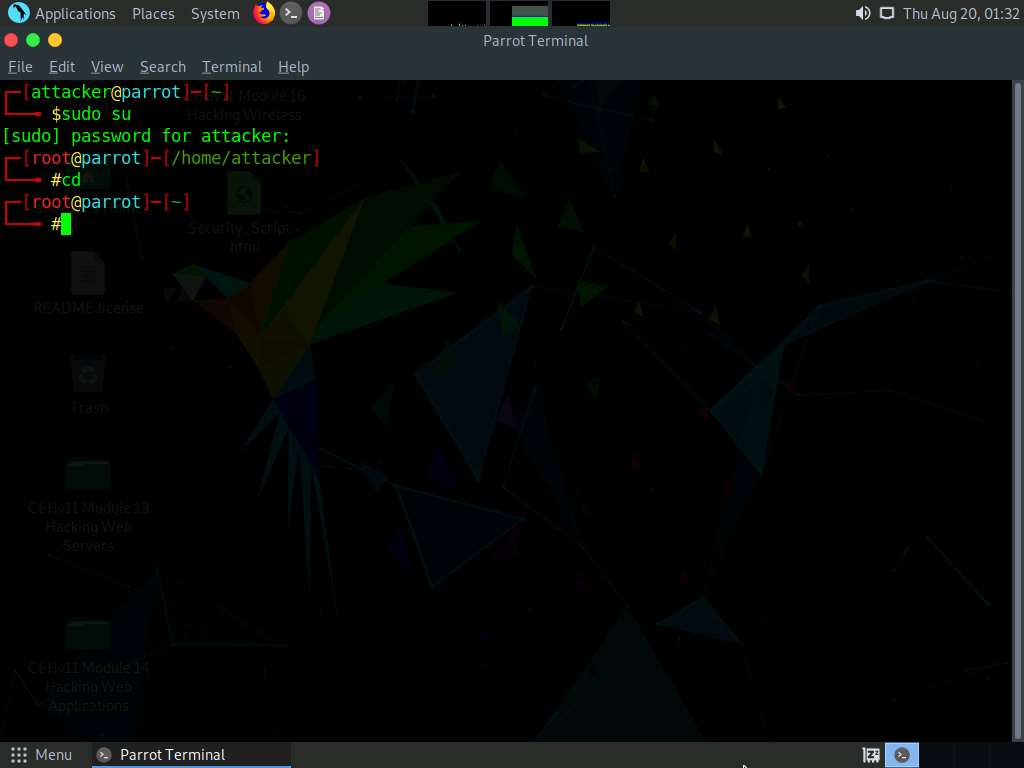 Applications Places System Thu Aug 20, 01:32
Parrot Terminal
File Edit View Search Terminal Help
┌─[attacker@parrot]─[~]
└──╼ $sudo su
[sudo] password for attacker:
┌─[root@parrot]─[/home/attacker]
└──╼ #cd
┌─[root@parrot]─[~]
└──╼ #
Module 16
Hacking Wireless
Security_Script.-
html
README.license
Trash
CEHv11 Module 13
Hacking Web
Servers
CEHv11 Module 14
Hacking Web
Applications
Menu Parrot Terminal